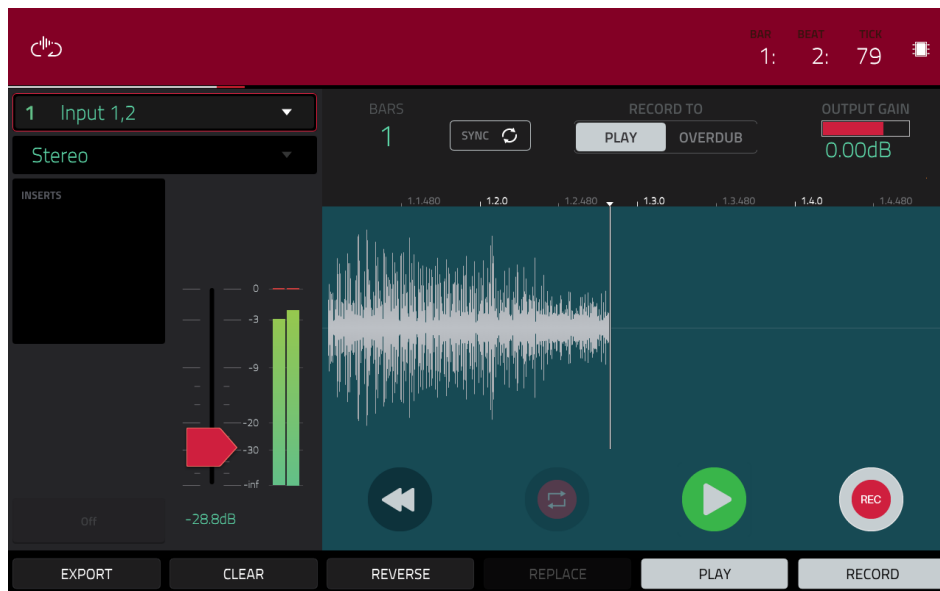 BAR BEAT TICK
1: 2: 79
1 Input 1,2
Stereo
INSERTS
0
-3
-9
-20
-30
-inf
Off
-28.8dB
BARS
1
SYNC
RECORD TO
PLAY OVERDUB
OUTPUT GAIN
0.00dB
1.1.480 1.2.0 1.2.480 1.3.0 1.3.480 1.4.0 1.4.480
REC
EXPORT CLEAR REVERSE REPLACE PLAY RECORD